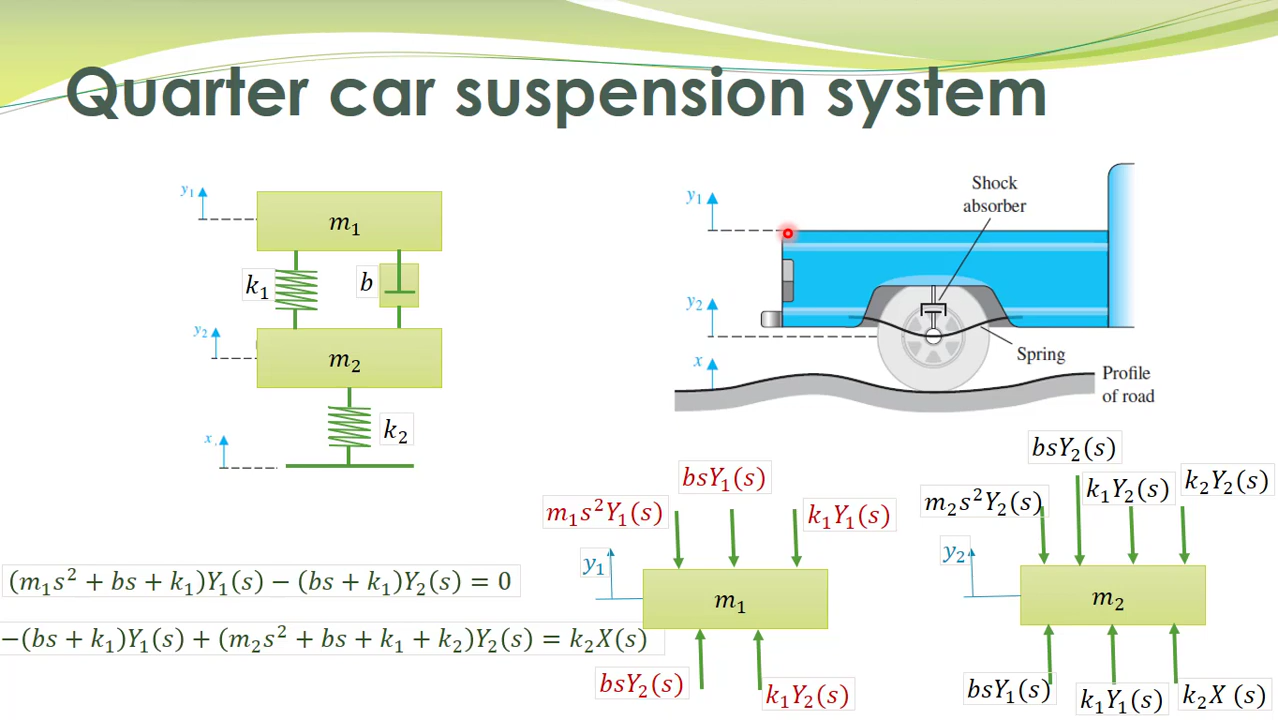 Quarter car suspension system
y₁
m₁
k₁
b
y₂
m₂
k₂
x
y₁
Shock
absorber
y₂
x
Spring
Profile
of road
bsY₁(s)
m₁s²Y₁(s)
k₁Y₁(s)
y₁
m₁
bsY₂(s)
k₁Y₂(s)
bsY₂(s)
m₂s²Y₂(s)
k₁Y₂(s)
k₂Y₂(s)
y₂
m₂
bsY₁(s)
k₁Y₁(s)
k₂X (s)
(m₁s² + bs + k₁)Y₁(s) − (bs + k₁)Y₂(s) = 0
−(bs + k₁)Y₁(s) + (m₂s² + bs + k₁ + k₂)Y₂(s) = k₂X(s)